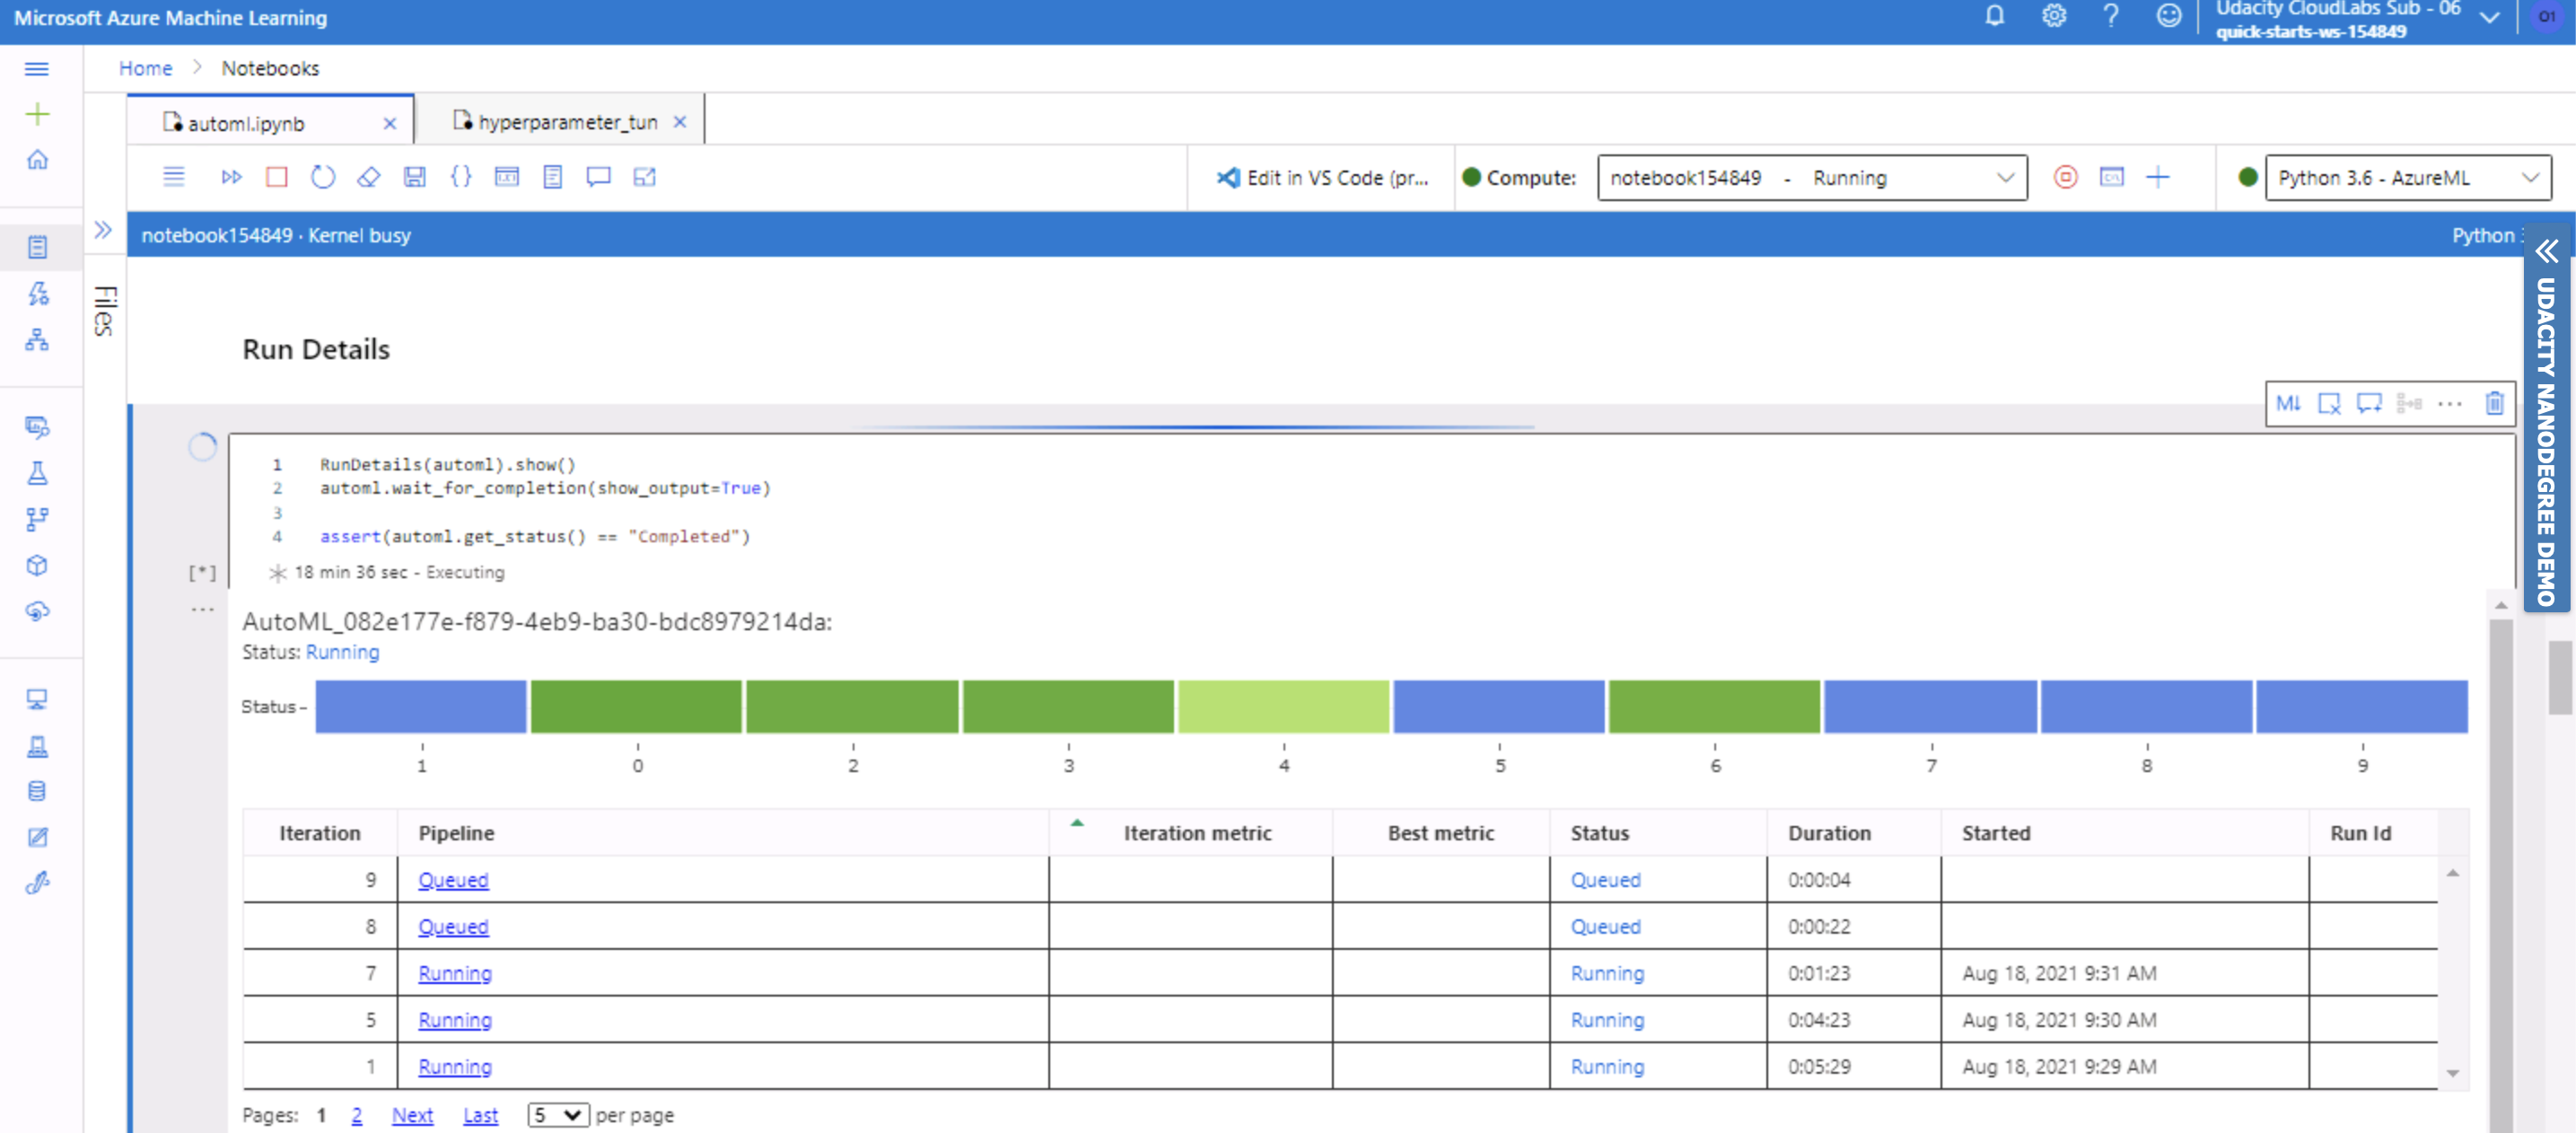 Microsoft Azure Machine Learning
Udacity CloudLabs Sub - 06
quick-starts-ws-154849
01
Home > Notebooks
automl.ipynb
hyperparameter_tun
Edit in VS Code (pr...
Compute:
notebook154849 - Running
Python 3.6 - AzureML
notebook154849 · Kernel busy
Python 3
Files
UDACITY NANODEGREE DEMO
Run Details
M↓
1 RunDetails(automl).show()
2 automl.wait_for_completion(show_output=True)
3
4 assert(automl.get_status() == "Completed")
[*]
18 min 36 sec - Executing
AutoML_082e177e-f879-4eb9-ba30-bdc8979214da:
Status: Running
Status
1 0 2 3 4 5 6 7 8 9
Iteration Pipeline Iteration metric Best metric Status Duration Started Run Id
9 Queued Queued 0:00:04
8 Queued Queued 0:00:22
7 Running Running 0:01:23 Aug 18, 2021 9:31 AM
5 Running Running 0:04:23 Aug 18, 2021 9:30 AM
1 Running Running 0:05:29 Aug 18, 2021 9:29 AM
Pages: 1 2 Next Last 5 per page